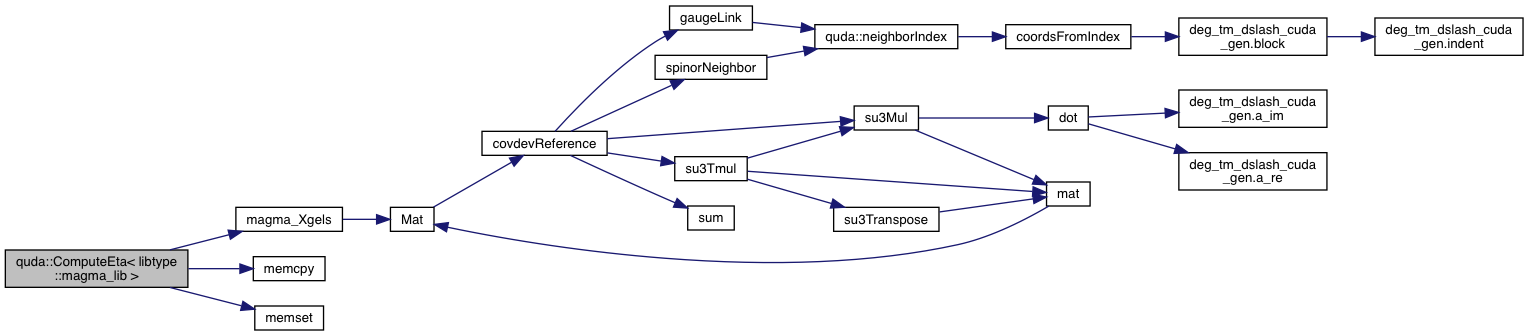 gaugeLink
quda::neighborIndex
coordsFromIndex
deg_tm_dslash_cuda
_gen.block
deg_tm_dslash_cuda
_gen.indent
spinorNeighbor
covdevReference
su3Mul
dot
deg_tm_dslash_cuda
_gen.a_im
su3Tmul
deg_tm_dslash_cuda
_gen.a_re
mat
su3Transpose
sum
magma_Xgels
Mat
quda::ComputeEta< libtype
::magma_lib >
memcpy
memset